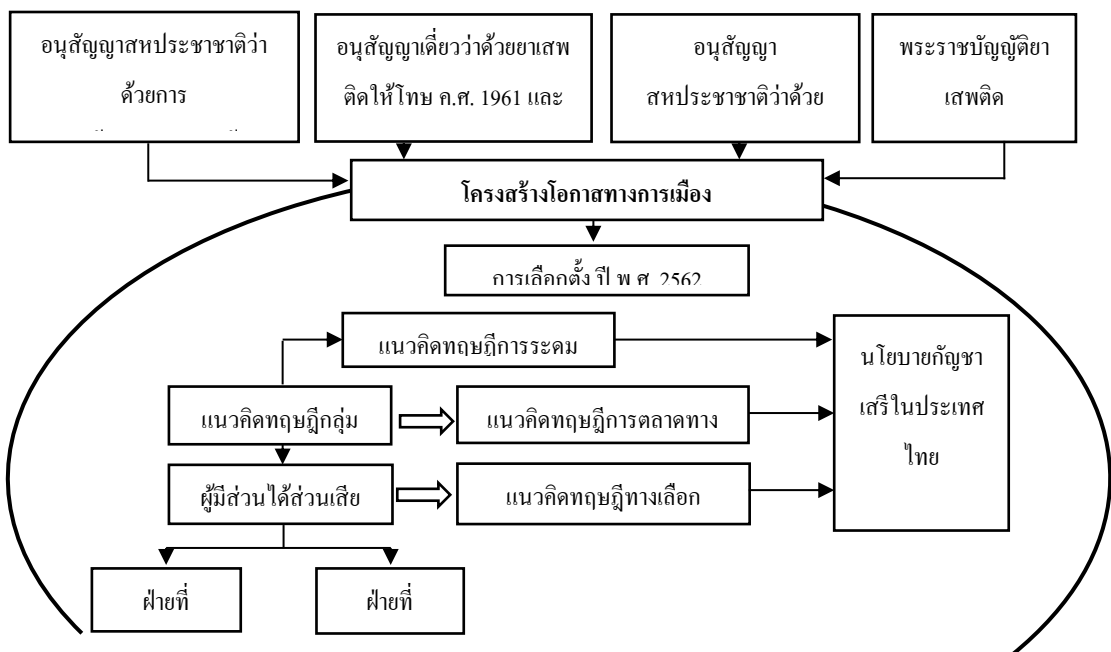 อนุสัญญาสหประชาชาติว่า
ด้วยการ
อนุสัญญาเดี่ยวว่าด้วยยาเสพ
ติดให้โทษ ค.ศ. 1961 และ
อนุสัญญา
สหประชาชาติว่าด้วย
พระราชบัญญัติยา
เสพติด
โครงสร้างโอกาสทางการเมือง
การเลือกตั้ง ปี พ.ศ. 2562
แนวคิดทฤษฎีการระดม
นโยบายกัญชา
เสรีในประเทศ
ไทย
แนวคิดทฤษฎีกลุ่ม
แนวคิดทฤษฎีการตลาดทาง
ผู้มีส่วนได้ส่วนเสีย
แนวคิดทฤษฎีทางเลือก
ฝ่ายที่
ฝ่ายที่